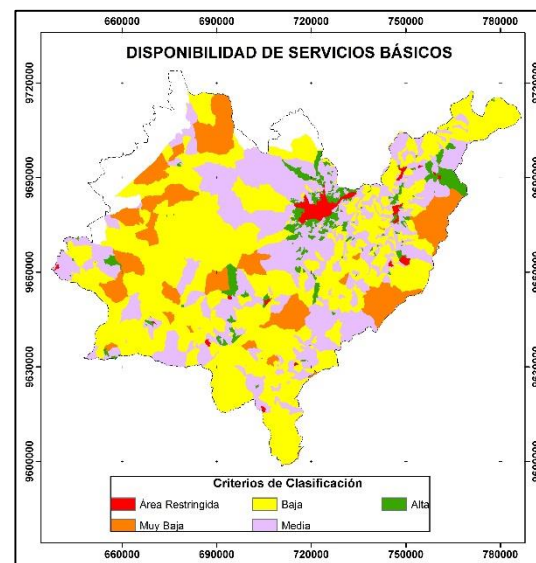 660000 690000 720000 750000 780000
DISPONIBILIDAD DE SERVICIOS BÁSICOS
9720000 9720000
9690000 9690000
9660000 9660000
9630000 9630000
9600000 9600000
Criterios de Clasificación
Área Restringida Baja Alta
Muy Baja Media
660000 690000 720000 750000 780000